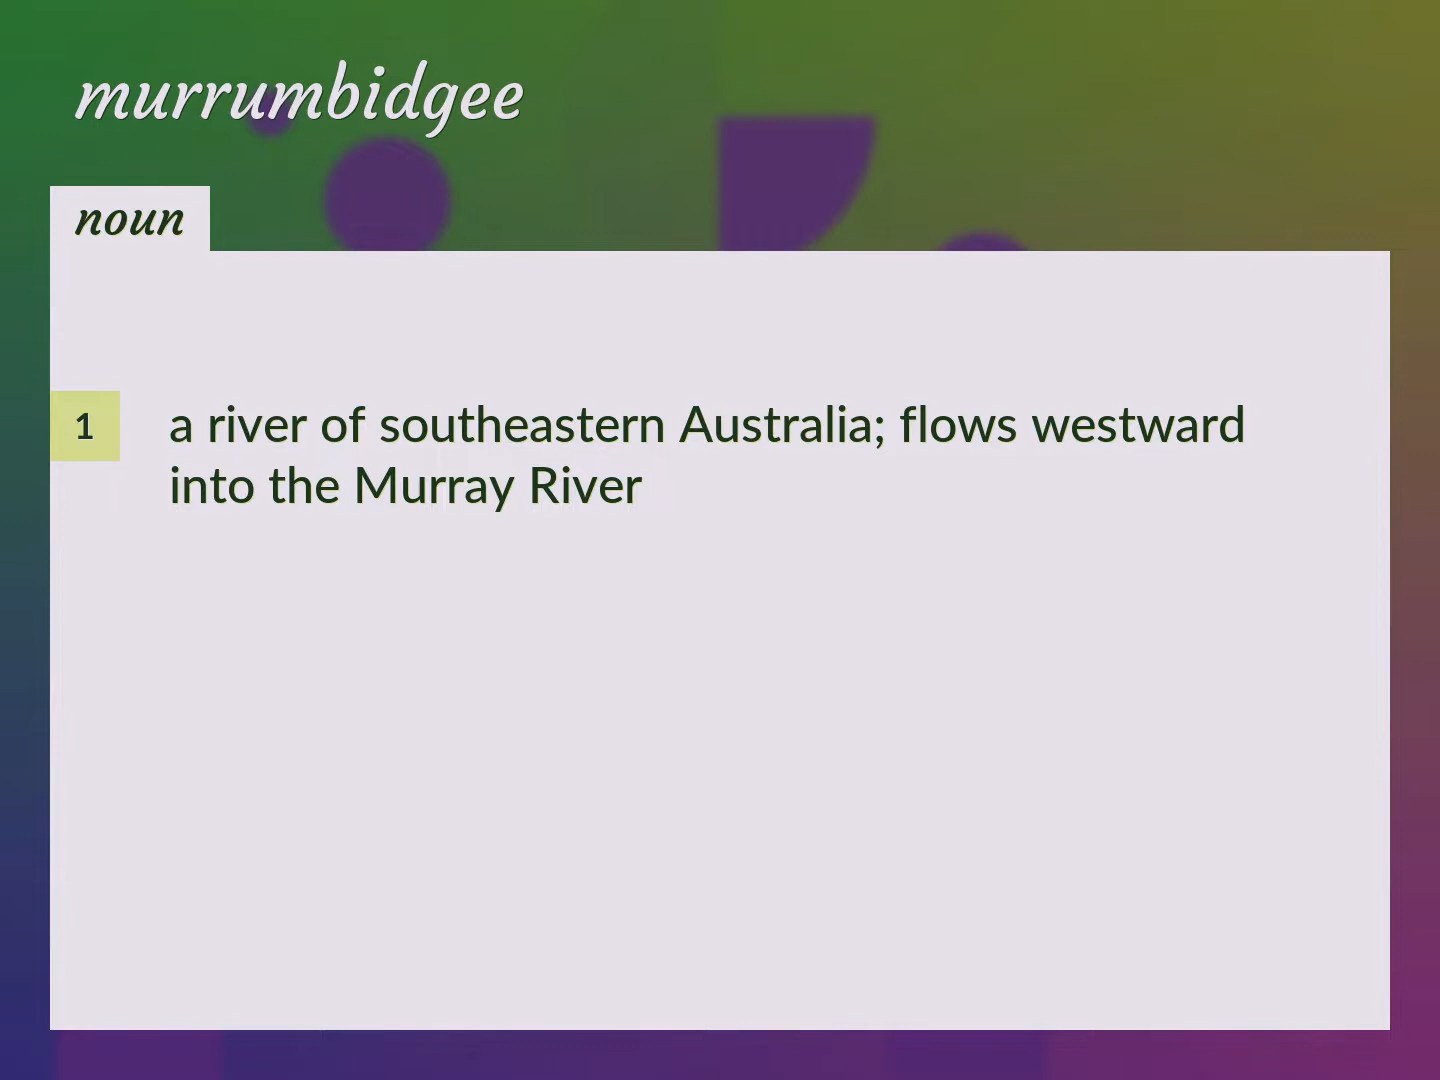 murrumbidgee
noun
1
a river of southeastern Australia; flows westward
into the Murray River